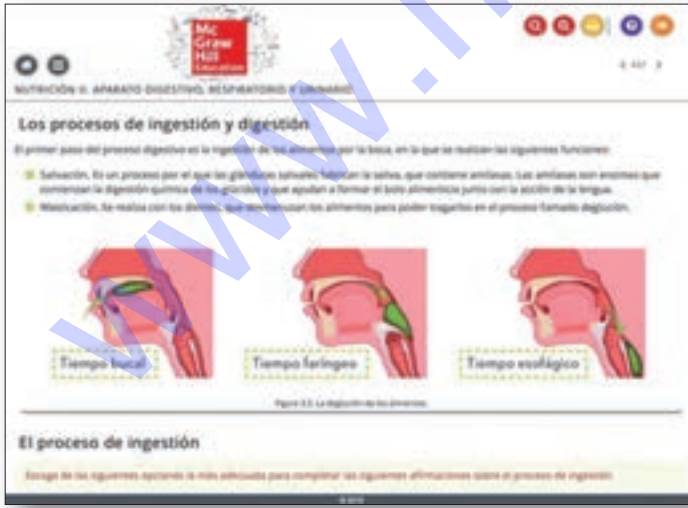 Mc
Graw
Hill
Education
www.
NUTRICIÓN II. APARATO DIGESTIVO, RESPIRATORIO Y URINARIO
Los procesos de ingestión y digestión
El primer paso del proceso digestivo es la ingestión de los alimentos por la boca, en la que se realizan las siguientes funciones:
Salivación. Es un proceso por el que las glándulas salivales fabrican la saliva, que contiene amilasas. Las amilasas son enzimas que
comienzan la digestión química de los glúcidos y que ayudan a formar el bolo alimenticio junto con la acción de la lengua.
Masticación. Se realiza con los dientes, que desmenuzan los alimentos para poder tragarlos en el proceso llamado deglución.
Tiempo bucal
Tiempo faríngeo
Tiempo esofágico
La deglución de los alimentos.
El proceso de ingestión
Escoge de las siguientes opciones la más adecuada para completar las siguientes afirmaciones sobre el proceso de ingestión: